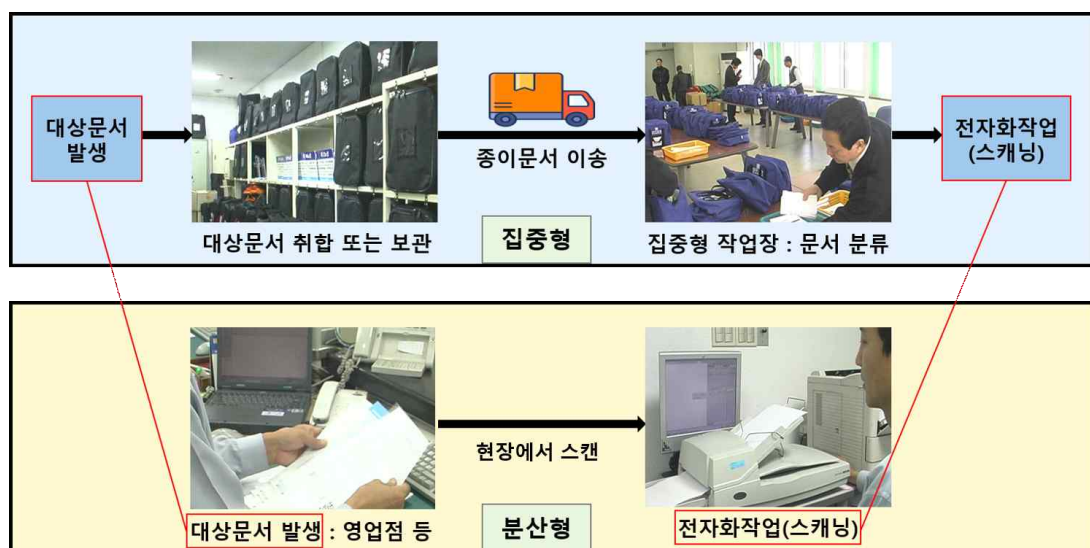 대상문서
발생
종이문서 이송
전자화작업
(스캐닝)
대상문서 취합 또는 보관
집중형
집중형 작업장 : 문서 분류
현장에서 스캔
대상문서 발생 : 영업점 등
분산형
전자화작업(스캐닝)